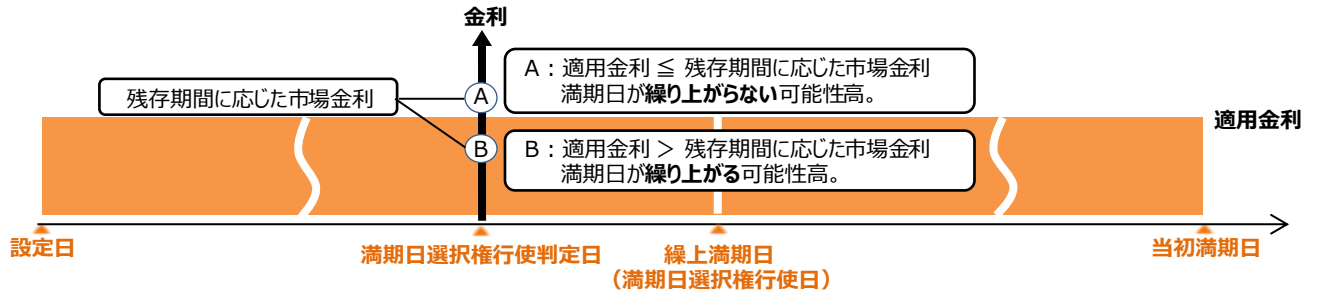 金利
A：適用金利 ≦ 残存期間に応じた市場金利
満期日が繰り上がらない可能性高。
残存期間に応じた市場金利
A
適用金利
B
B：適用金利 ＞ 残存期間に応じた市場金利
満期日が繰り上がる可能性高。
設定日
満期日選択権行使判定日
繰上満期日
（満期日選択権行使日）
当初満期日